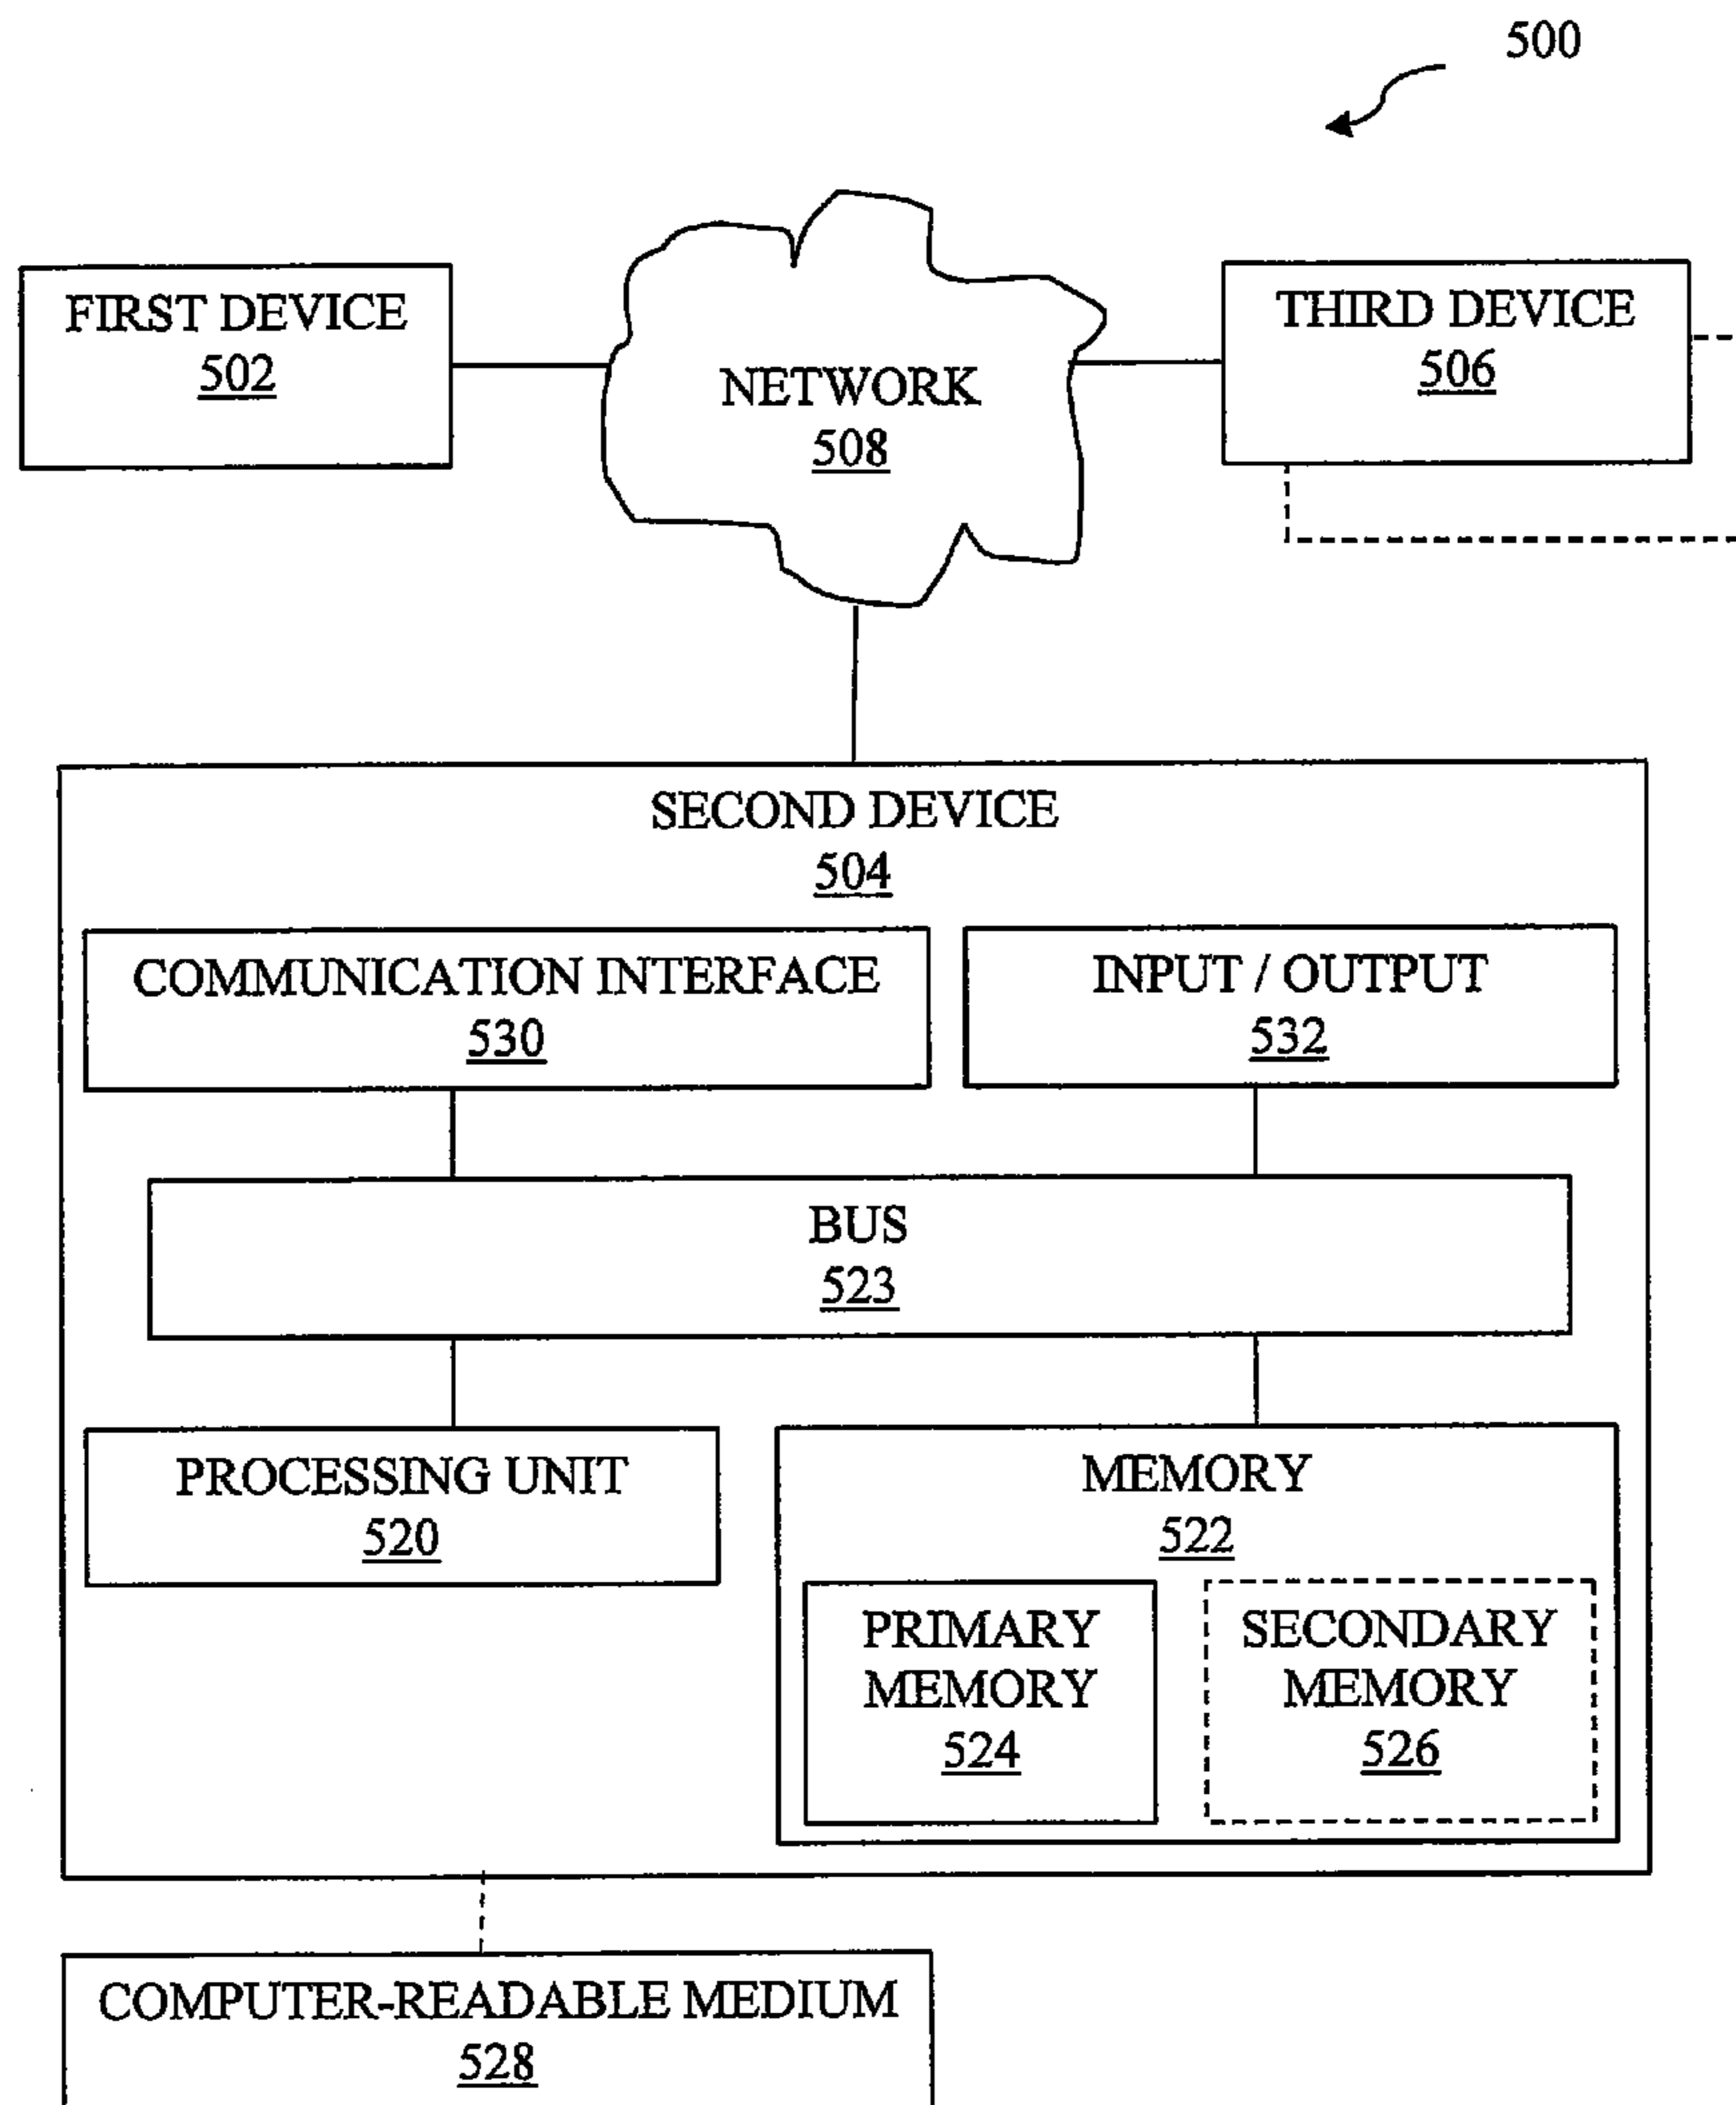 500
FIRST DEVICE
502
NETWORK
508
THIRD DEVICE
506
SECOND DEVICE
504
COMMUNICATION INTERFACE
530
INPUT / OUTPUT
532
BUS
523
PROCESSING UNIT
520
MEMORY
522
PRIMARY
MEMORY
524
SECONDARY
MEMORY
526
COMPUTER-READABLE MEDIUM
528